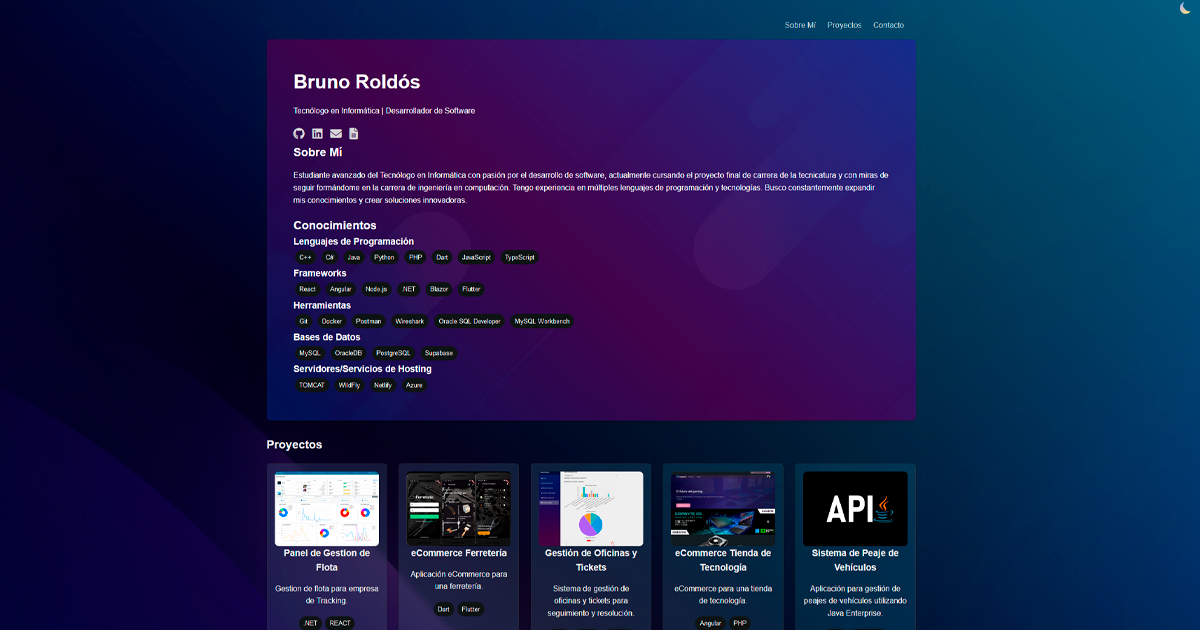 Sobre Mí Proyectos Contacto
Bruno Roldós
Tecnólogo en Informática | Desarrollador de Software
Sobre Mí
Estudiante avanzado del Tecnólogo en Informática con pasión por el desarrollo de software, actualmente cursando el proyecto final de carrera de la tecnicatura y con miras de
seguir formándome en la carrera de ingeniería en computación. Tengo experiencia en múltiples lenguajes de programación y tecnologías. Busco constantemente expandir
mis conocimientos y crear soluciones innovadoras.
Conocimientos
Lenguajes de Programación
C++ C# Java Python PHP Dart JavaScript TypeScript
Frameworks
React Angular Node.js .NET Blazor Flutter
Herramientas
Git Docker Postman Wireshark Oracle SQL Developer MySQL Workbench
Bases de Datos
MySQL OracleDB PostgreSQL Supabase
Servidores/Servicios de Hosting
TOMCAT WildFly Netlify Azure
Proyectos
API
Panel de Gestion de
Flota
Gestion de flota para empresa
de Tracking.
.NET REACT
eCommerce Ferretería
Aplicación eCommerce para
una ferretería.
Dart Flutter
Gestión de Oficinas y
Tickets
Sistema de gestión de
oficinas y tickets para
seguimiento y resolución.
eCommerce Tienda de
Tecnología
eCommerce para una tienda
de tecnología.
Angular PHP
Sistema de Peaje de
Vehículos
Aplicación para gestión de
peajes de vehículos utilizando
Java Enterprise.